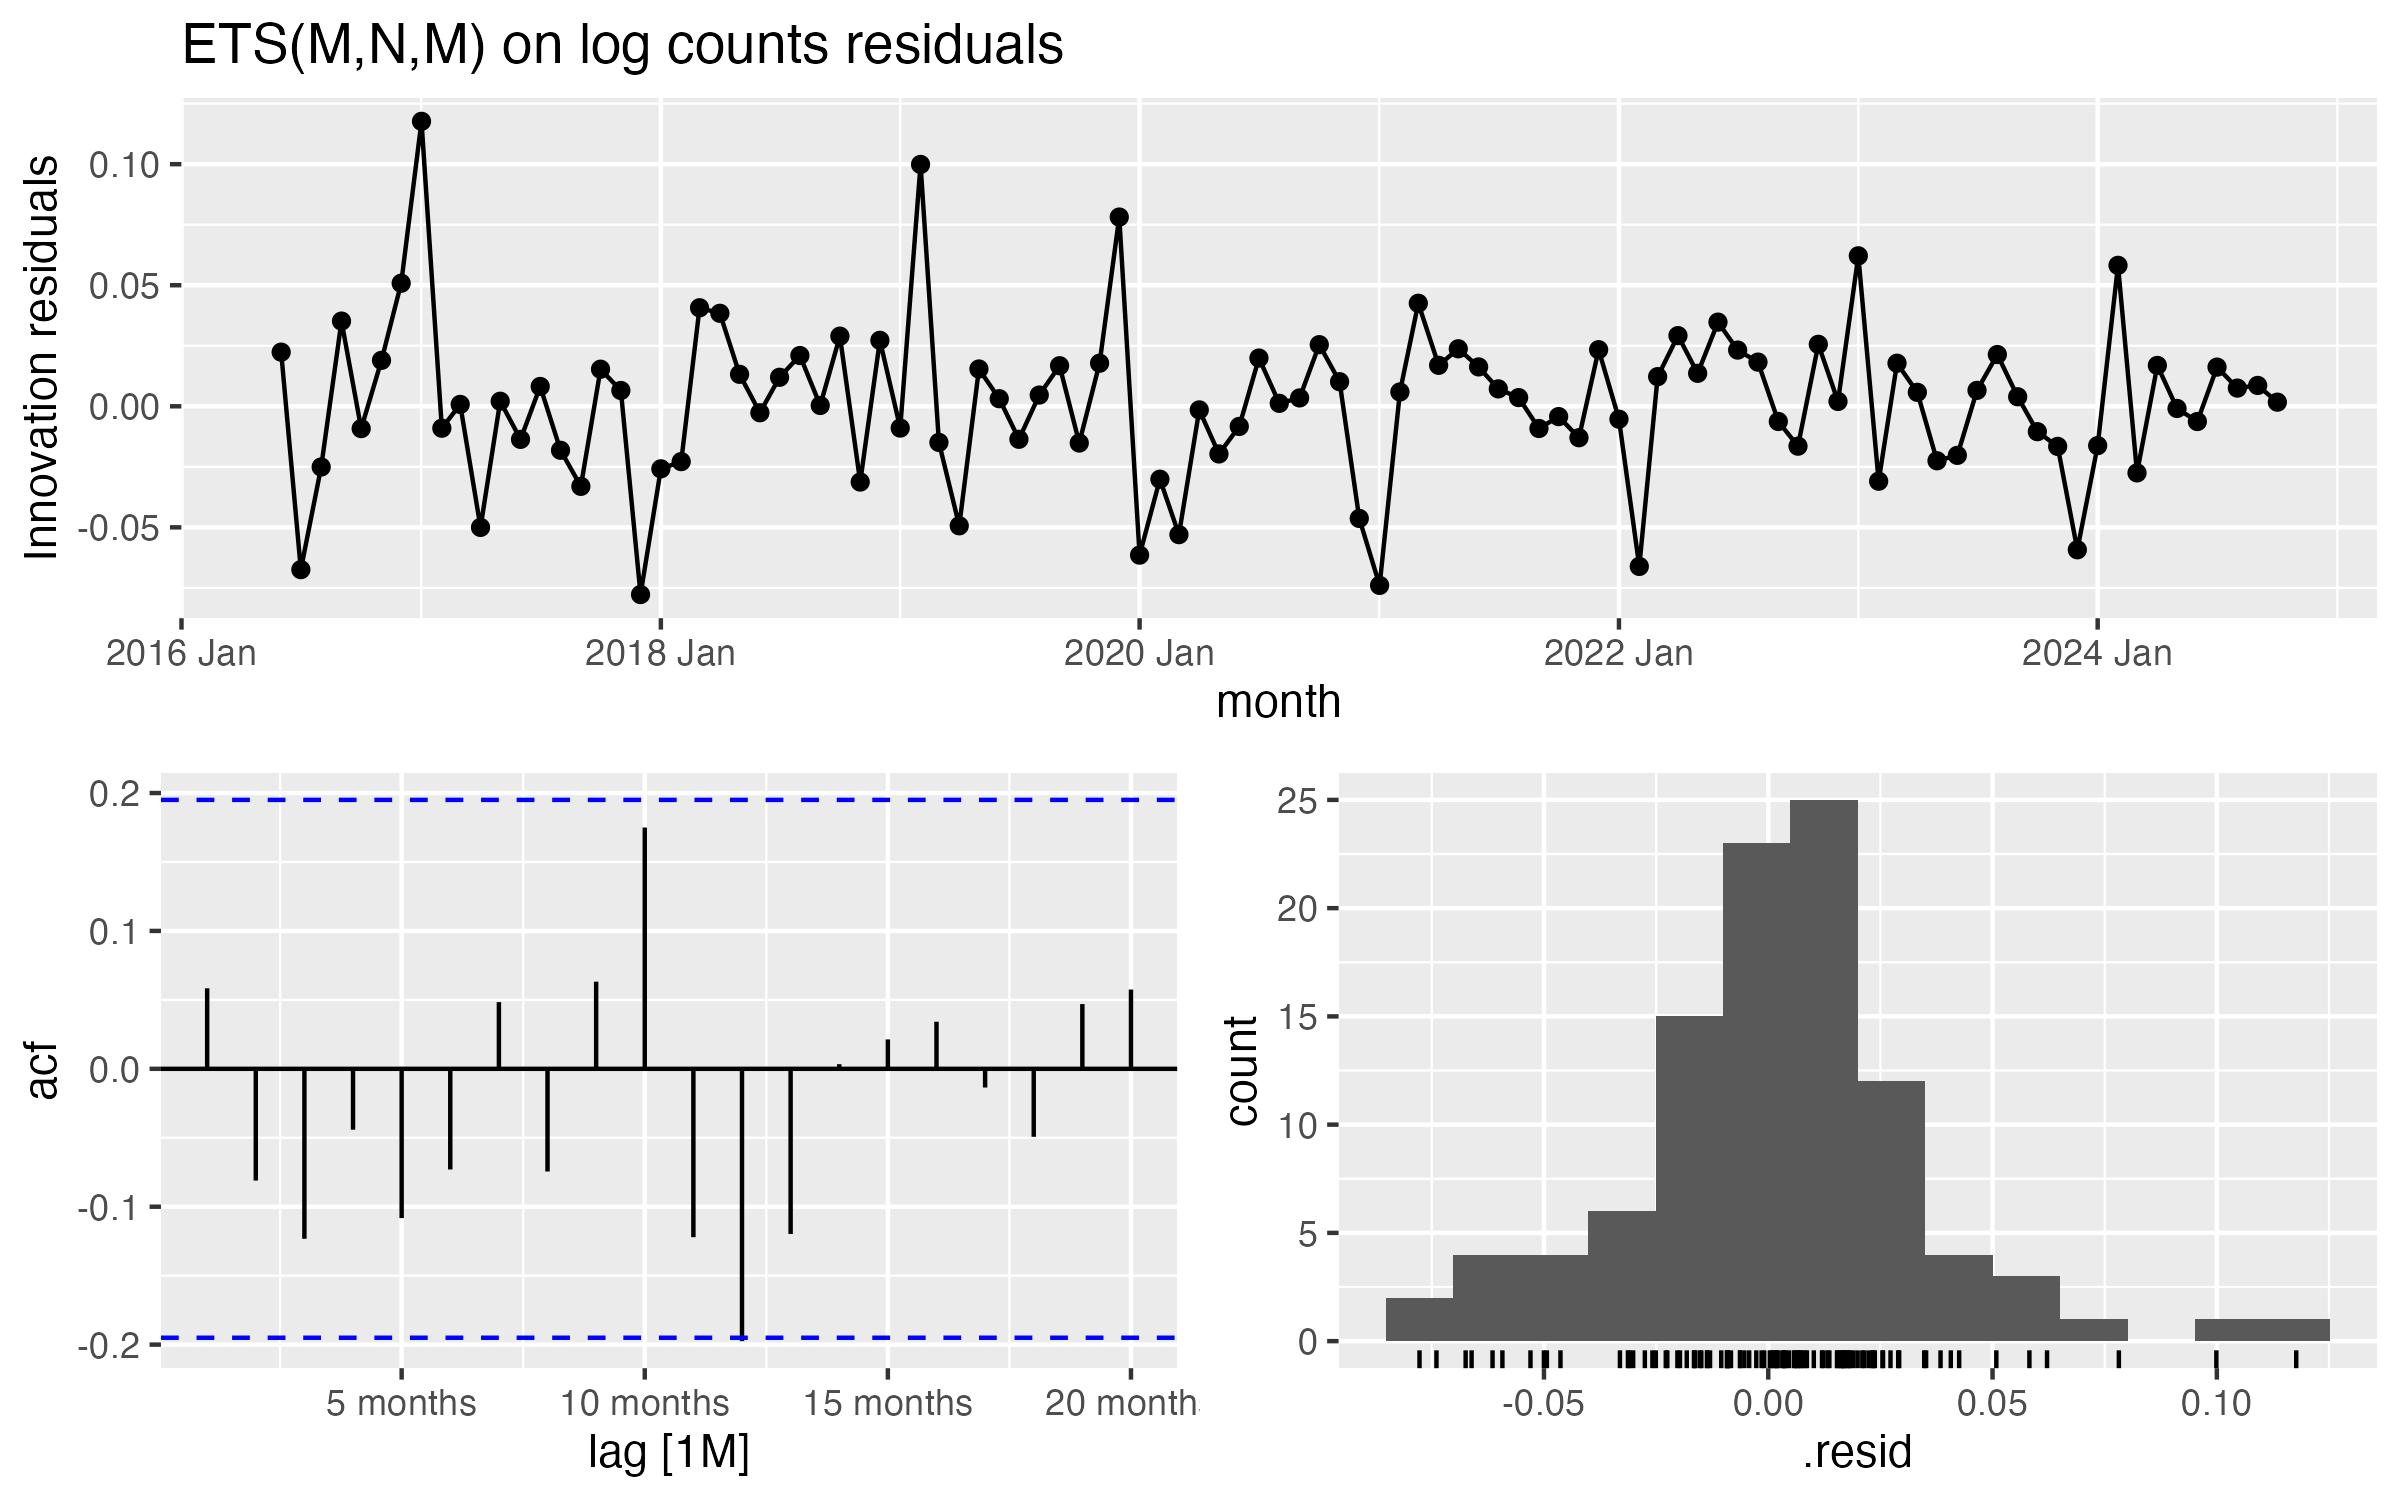 ETS(M,N,M) on log counts residuals
Innovation residuals
0.10
0.05
0.00
-0.05
2016 Jan 2018 Jan 2020 Jan 2022 Jan 2024 Jan
month
acf
0.2
0.1
0.0
-0.1
-0.2
5 months 10 months 15 months 20 month
lag [1M]
count
25
20
15
10
5
0
-0.05 0.00 0.05 0.10
.resid